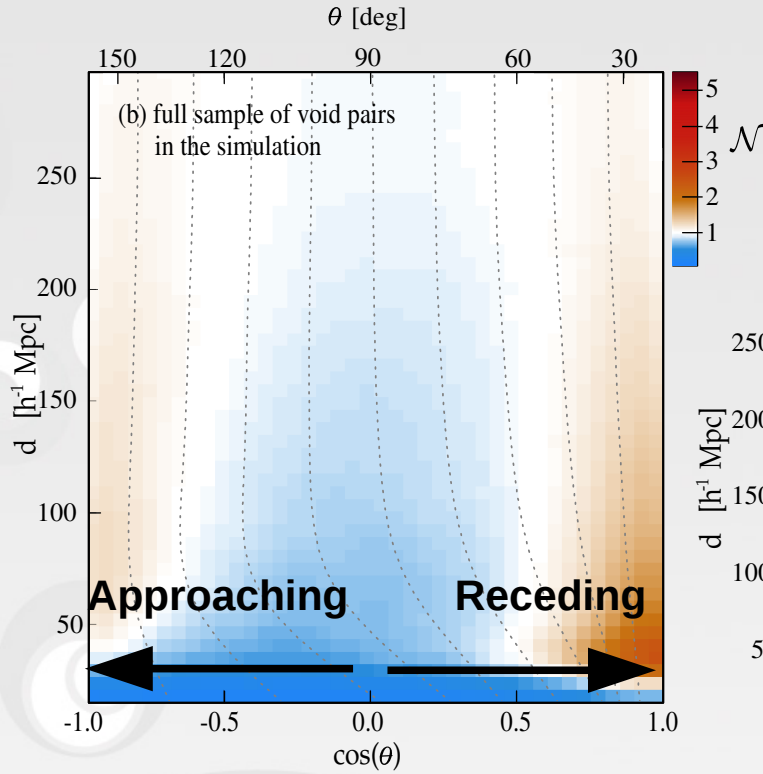 θ [deg]
150 120 90 60 30
(b) full sample of void pairs
in the simulation
5
4
3
2
1
𝒩
250
200
150
100
50
d [h⁻¹ Mpc]
Approaching
Receding
-1.0 -0.5 0.0 0.5 1.0
cos(θ)
250
200
150
100
5
d [h⁻¹ Mpc]